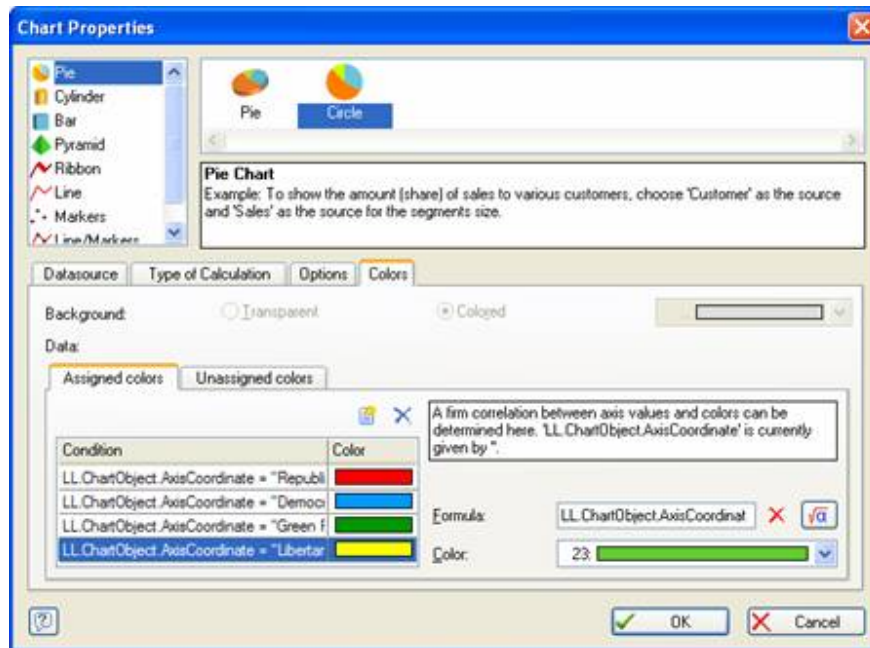 Chart Properties
Pie
Cylinder
Bar
Pyramid
Ribbon
Line
Markers
Line/Markers
Pie
Circle
Pie Chart
Example: To show the amount (share) of sales to various customers, choose 'Customer' as the source
and 'Sales' as the source for the segments size.
Datasource
Type of Calculation
Options
Colors
Background:
Transparent
Colored
Data:
Assigned colors
Unassigned colors
A firm correlation between axis values and colors can be
determined here. 'LL.ChartObject.AxisCoordinate' is currently
given by ''.
Condition
Color
LL.ChartObject.AxisCoordinate = "Republi
LL.ChartObject.AxisCoordinate = "Democr
LL.ChartObject.AxisCoordinate = "Green P
LL.ChartObject.AxisCoordinate = "Libertar
Formula:
LL.ChartObject.AxisCoordinat
√α
Color:
23:
?
OK
Cancel